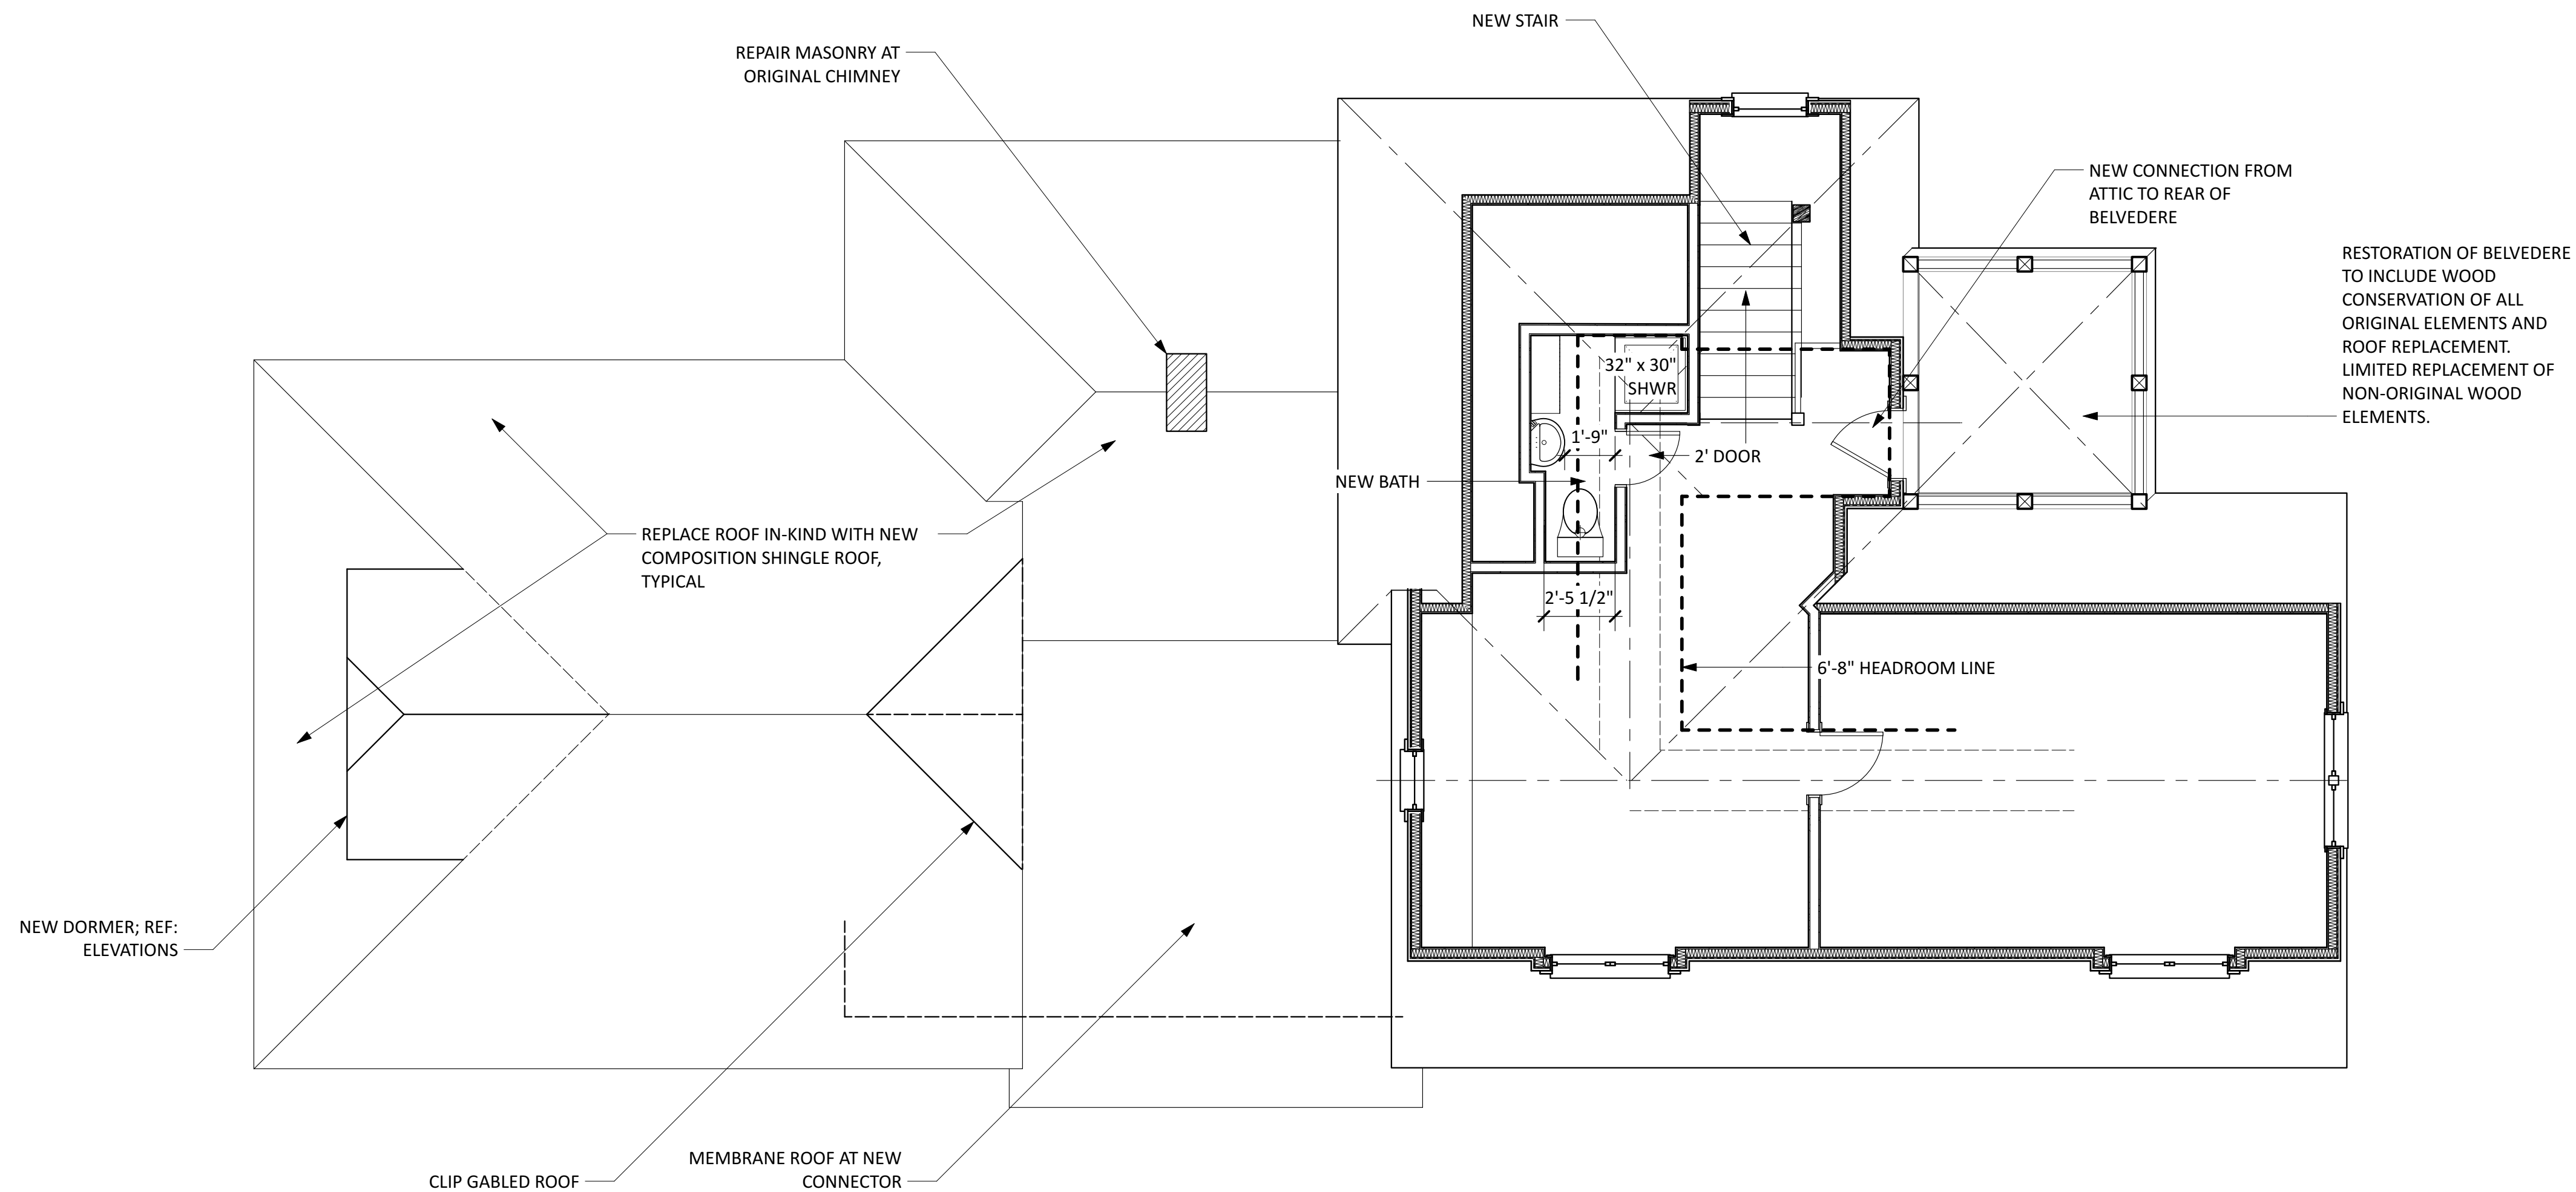 NEW STAIR
REPAIR MASONRY AT
ORIGINAL CHIMNEY
NEW CONNECTION FROM
ATTIC TO REAR OF
BELVEDERE
RESTORATION OF BELVEDERE
TO INCLUDE WOOD
CONSERVATION OF ALL
ORIGINAL ELEMENTS AND
ROOF REPLACEMENT.
LIMITED REPLACEMENT OF
NON-ORIGINAL WOOD
ELEMENTS.
32" x 30"
SHWR
1'-9"
2' DOOR
NEW BATH
REPLACE ROOF IN-KIND WITH NEW
COMPOSITION SHINGLE ROOF,
TYPICAL
2'-5 1/2"
6'-8" HEADROOM LINE
NEW DORMER; REF:
ELEVATIONS
MEMBRANE ROOF AT NEW
CONNECTOR
CLIP GABLED ROOF